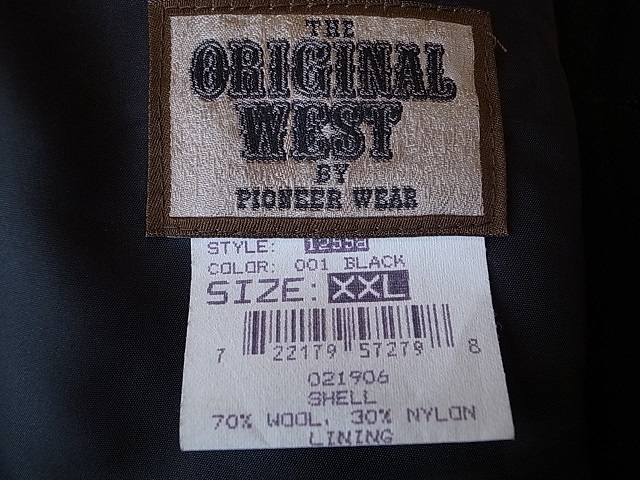 THE
ORIGINAL
WEST
BY
PIONEER WEAR
STYLE: 12558
COLOR: 001 BLACK
SIZE: XXL
7 22179 57279 8
021906
SHELL
70% WOOL, 30% NYLON
LINING